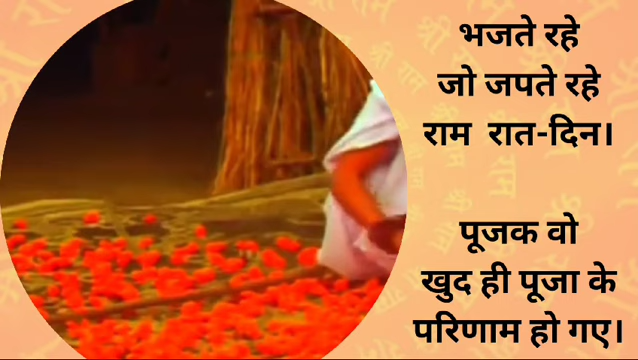 भजते रहे
जो जपते रहे
राम रात-दिन।
पूजक वो
खुद ही पूजा के
परिणाम हो गए।